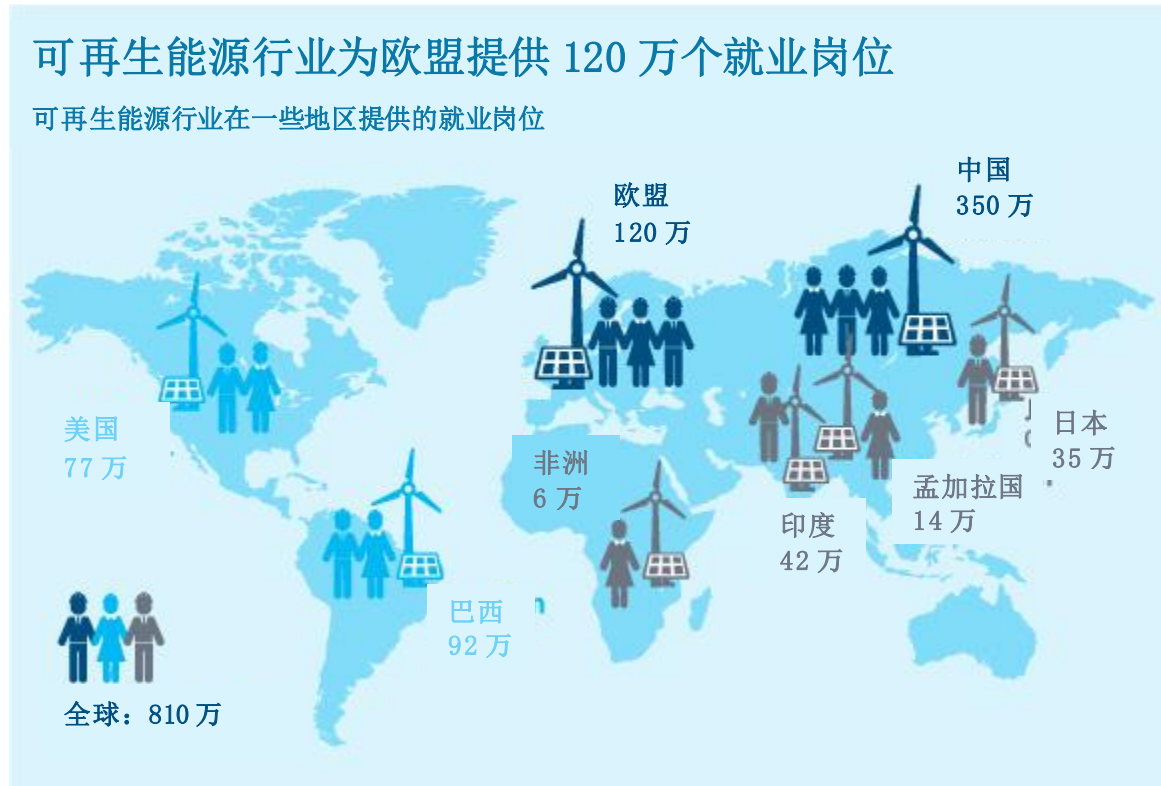 可再生能源行业为欧盟提供 120 万个就业岗位
可再生能源行业在一些地区提供的就业岗位
中国
350 万
欧盟
120 万
美国
77 万
日本
35 万
非洲
6 万
孟加拉国
14 万
印度
42 万
巴西
92 万
全球：810 万